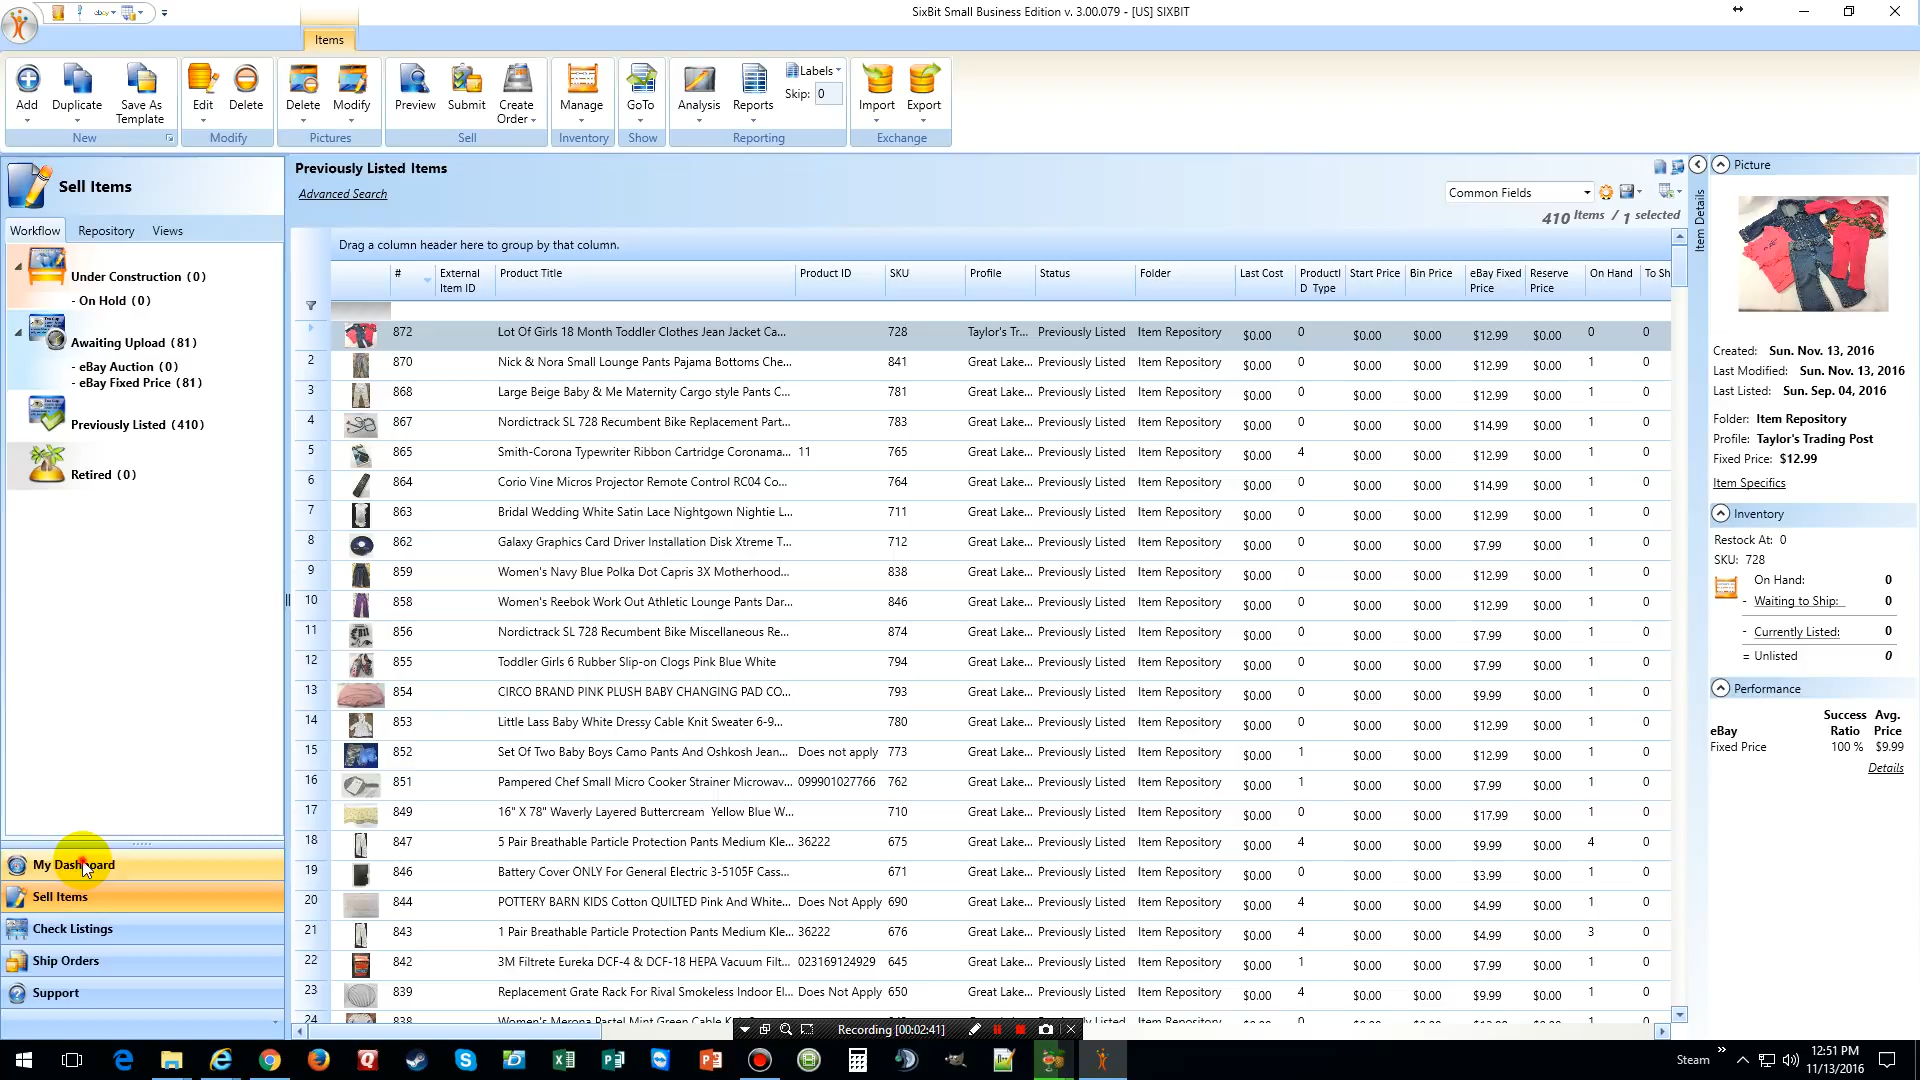 SixBit Small Business Edition v. 3.00.079 - [US] SIXBIT
Items
Add
Duplicate
Save As Template
New
Edit
Delete
Modify
Delete
Modify
Pictures
Preview
Submit
Create Order
Sell
Manage
Inventory
GoTo
Show
Analysis
Reports
Labels
Skip: 0
Reporting
Import
Export
Exchange
Sell Items
Workflow Repository Views
Under Construction (0)
- On Hold (0)
Awaiting Upload (81)
- eBay Auction (0)
- eBay Fixed Price (81)
Previously Listed (410)
Retired (0)
My Dashboard
Sell Items
Check Listings
Ship Orders
Support
Previously Listed Items
Advanced Search
Common Fields
410 Items / 1 selected
Drag a column header here to group by that column.
# External Item ID Product Title Product ID SKU Profile Status Folder Last Cost ProductI D Type Start Price Bin Price eBay Fixed Price Reserve Price On Hand To Sh
872 Lot Of Girls 18 Month Toddler Clothes Jean Jacket Ca... 728 Taylor's Tr... Previously Listed Item Repository $0.00 0 $0.00 $0.00 $12.99 $0.00 0 0
2 870 Nick & Nora Small Lounge Pants Pajama Bottoms Che... 841 Great Lake... Previously Listed Item Repository $0.00 0 $0.00 $0.00 $12.99 $0.00 1 0
3 868 Large Beige Baby & Me Maternity Cargo style Pants C... 781 Great Lake... Previously Listed Item Repository $0.00 0 $0.00 $0.00 $12.99 $0.00 1 0
4 867 Nordictrack SL 728 Recumbent Bike Replacement Part... 783 Great Lake... Previously Listed Item Repository $0.00 0 $0.00 $0.00 $14.99 $0.00 1 0
5 865 Smith-Corona Typewriter Ribbon Cartridge Coronama... 11 765 Great Lake... Previously Listed Item Repository $0.00 4 $0.00 $0.00 $12.99 $0.00 1 0
6 864 Corio Vine Micros Projector Remote Control RC04 Co... 764 Great Lake... Previously Listed Item Repository $0.00 0 $0.00 $0.00 $14.99 $0.00 1 0
7 863 Bridal Wedding White Satin Lace Nightgown Nightie L... 711 Great Lake... Previously Listed Item Repository $0.00 0 $0.00 $0.00 $12.99 $0.00 1 0
8 862 Galaxy Graphics Card Driver Installation Disk Xtreme T... 712 Great Lake... Previously Listed Item Repository $0.00 0 $0.00 $0.00 $7.99 $0.00 1 0
9 859 Women's Navy Blue Polka Dot Capris 3X Motherhood... 838 Great Lake... Previously Listed Item Repository $0.00 0 $0.00 $0.00 $12.99 $0.00 1 0
10 858 Women's Reebok Work Out Athletic Lounge Pants Dar... 846 Great Lake... Previously Listed Item Repository $0.00 0 $0.00 $0.00 $12.99 $0.00 1 0
11 856 Nordictrack SL 728 Recumbent Bike Miscellaneous Re... 874 Great Lake... Previously Listed Item Repository $0.00 0 $0.00 $0.00 $7.99 $0.00 1 0
12 855 Toddler Girls 6 Rubber Slip-on Clogs Pink Blue White 794 Great Lake... Previously Listed Item Repository $0.00 0 $0.00 $0.00 $7.99 $0.00 1 0
13 854 CIRCO BRAND PINK PLUSH BABY CHANGING PAD CO... 793 Great Lake... Previously Listed Item Repository $0.00 0 $0.00 $0.00 $9.99 $0.00 1 0
14 853 Little Lass Baby White Dressy Cable Knit Sweater 6-9... 780 Great Lake... Previously Listed Item Repository $0.00 0 $0.00 $0.00 $12.99 $0.00 1 0
15 852 Set Of Two Baby Boys Camo Pants And Oshkosh Jean... Does not apply 773 Great Lake... Previously Listed Item Repository $0.00 1 $0.00 $0.00 $12.99 $0.00 1 0
16 851 Pampered Chef Small Micro Cooker Strainer Microwav... 099901027766 762 Great Lake... Previously Listed Item Repository $0.00 1 $0.00 $0.00 $7.99 $0.00 1 0
17 849 16" X 78" Waverly Layered Buttercream Yellow Blue W... 710 Great Lake... Previously Listed Item Repository $0.00 0 $0.00 $0.00 $17.99 $0.00 1 0
18 847 5 Pair Breathable Particle Protection Pants Medium Kle... 36222 675 Great Lake... Previously Listed Item Repository $0.00 4 $0.00 $0.00 $9.99 $0.00 4 0
19 846 Battery Cover ONLY For General Electric 3-5105F Cass... 671 Great Lake... Previously Listed Item Repository $0.00 0 $0.00 $0.00 $3.99 $0.00 1 0
20 844 POTTERY BARN KIDS Cotton QUILTED Pink And White... Does Not Apply 690 Great Lake... Previously Listed Item Repository $0.00 4 $0.00 $0.00 $4.99 $0.00 1 0
21 843 1 Pair Breathable Particle Protection Pants Medium Kle... 36222 676 Great Lake... Previously Listed Item Repository $0.00 4 $0.00 $0.00 $4.99 $0.00 3 0
22 842 3M Filtrete Eureka DCF-4 & DCF-18 HEPA Vacuum Filt... 023169124929 645 Great Lake... Previously Listed Item Repository $0.00 1 $0.00 $0.00 $7.99 $0.00 1 0
23 839 Replacement Grate Rack For Rival Smokeless Indoor El... Does Not Apply 650 Great Lake... Previously Listed Item Repository $0.00 4 $0.00 $0.00 $9.99 $0.00 1 0
24 838 Women's Merona Pastel Mint Green Cable K
Item Details
Picture
Created: Sun. Nov. 13, 2016
Last Modified: Sun. Nov. 13, 2016
Last Listed: Sun. Sep. 04, 2016
Folder: Item Repository
Profile: Taylor's Trading Post
Fixed Price: $12.99
Item Specifics
Inventory
Restock At: 0
SKU: 728
On Hand: 0
- Waiting to Ship: 0
- Currently Listed: 0
= Unlisted 0
Performance
Success Ratio Avg. Price
eBay
Fixed Price 100 % $9.99
Details
Recording [00:02:41]
Steam
12:51 PM
11/13/2016